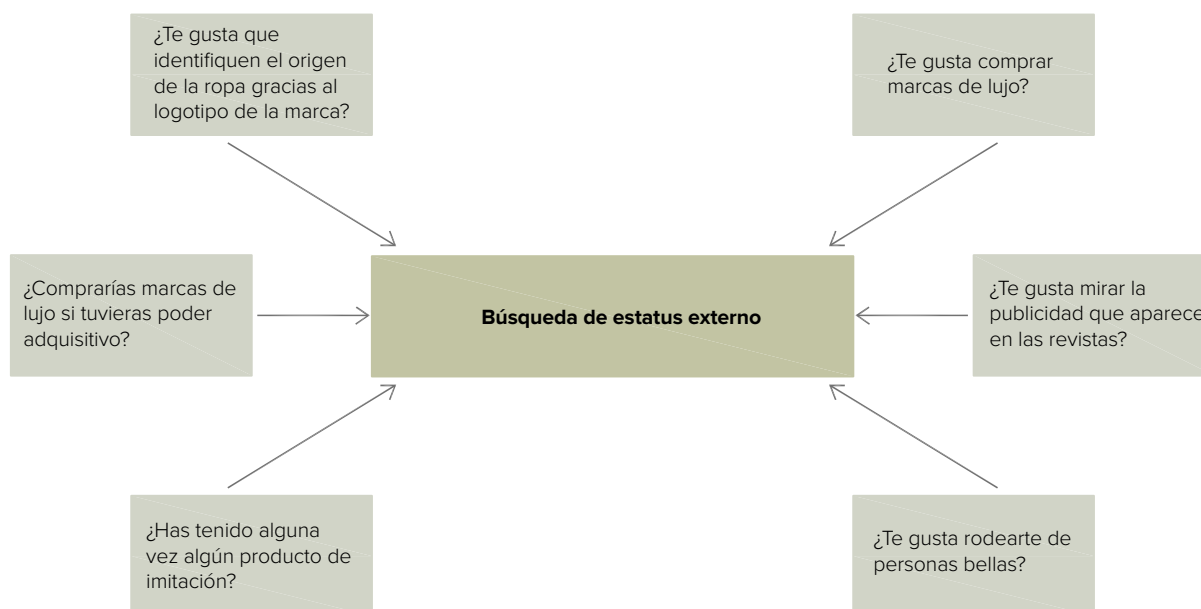 ¿Te gusta que
identifiquen el origen
de la ropa gracias al
logotipo de la marca?
¿Te gusta comprar
marcas de lujo?
¿Comprarías marcas de
lujo si tuvieras poder
adquisitivo?
Búsqueda de estatus externo
¿Te gusta mirar la
publicidad que aparece
en las revistas?
¿Has tenido alguna
vez algún producto de
imitación?
¿Te gusta rodearte de
personas bellas?